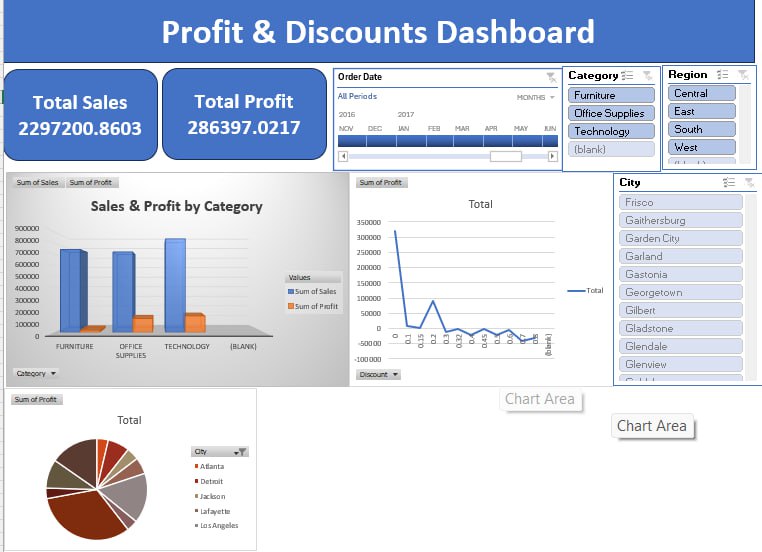 Profit & Discounts Dashboard
Total Sales
2297200.8603
Total Profit
286397.0217
Order Date
All Periods
MONTHS
2016
2017
NOV DEC JAN FEB MAR APR MAY JUN
Category
Furniture
Office Supplies
Technology
(blank)
Region
Central
East
South
West
Sum of Sales
Sum of Profit
Sales & Profit by Category
900000
800000
700000
600000
500000
400000
300000
200000
100000
0
FURNITURE
OFFICE SUPPLIES
TECHNOLOGY
(BLANK)
Values
Sum of Sales
Sum of Profit
Category
Sum of Profit
Total
350000
300000
250000
200000
150000
100000
50000
0
-50000
-100000
0
0.1
0.15
0.2
0.3
0.32
0.4
0.45
0.5
0.6
0.7
0.8
(blank)
Total
Discount
City
Frisco
Gaithersburg
Garden City
Garland
Gastonia
Georgetown
Gilbert
Gladstone
Glendale
Glenview
Sum of Profit
Total
City
Atlanta
Detroit
Jackson
Lafayette
Los Angeles
Chart Area
Chart Area